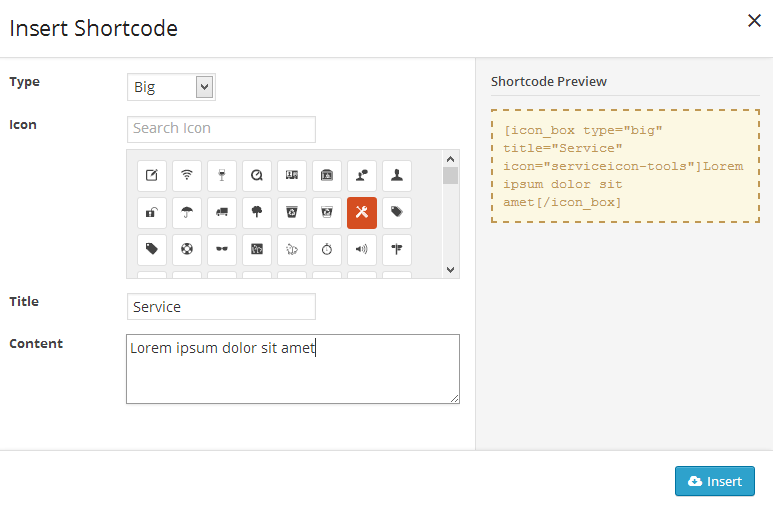 Insert Shortcode
Type
Big
Icon
Search Icon
Title
Service
Content
Lorem ipsum dolor sit amet
Shortcode Preview
[icon_box type="big"
title="Service"
icon="serviceicon-tools"]Lorem
ipsum dolor sit
amet[/icon_box]
Insert